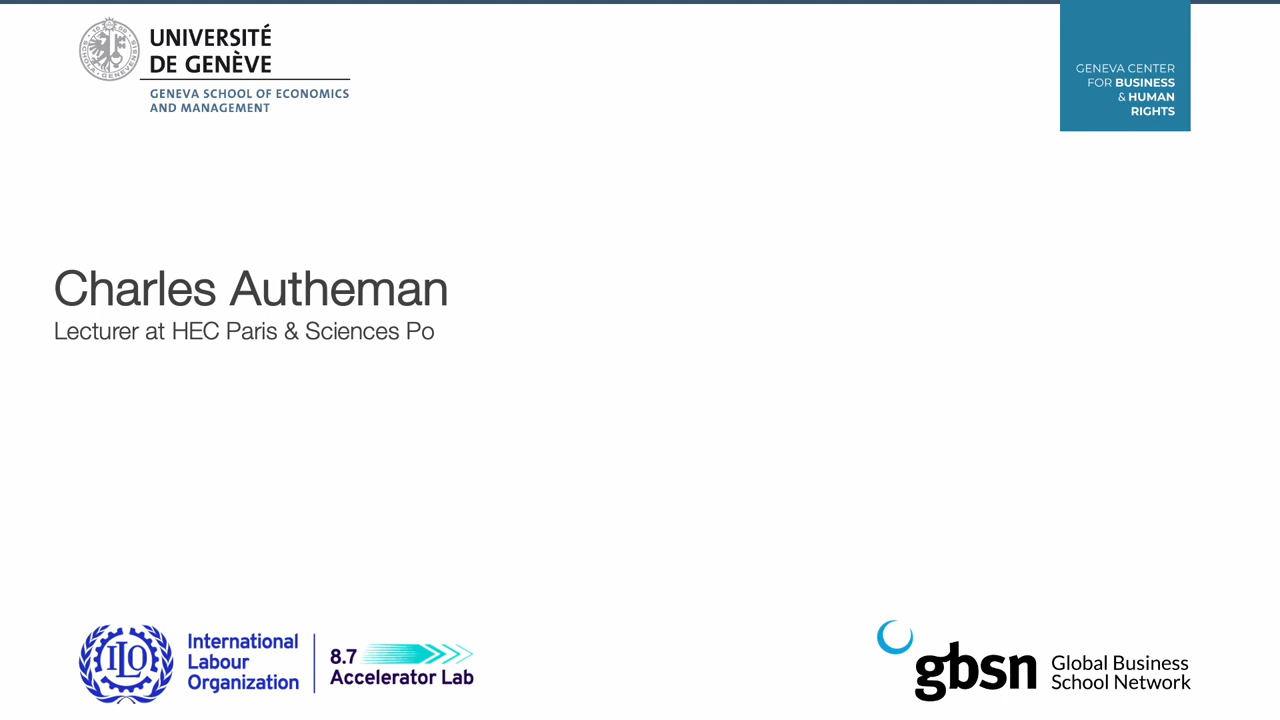 UNIVERSITÉ
DE GENÈVE
GENEVA SCHOOL OF ECONOMICS
AND MANAGEMENT
GENEVA CENTER
FOR BUSINESS
& HUMAN
RIGHTS
Charles Autheman
Lecturer at HEC Paris & Sciences Po
ILO
International
Labour
Organization
8.7
Accelerator Lab
gbsn
Global Business
School Network